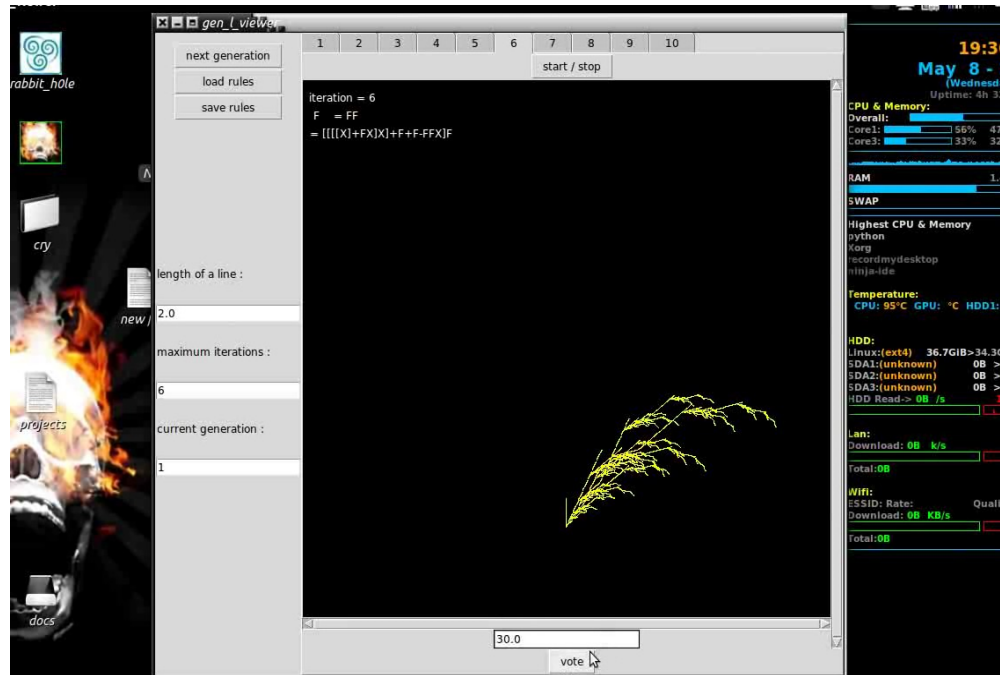 gen_l_viewer
next generation
load rules
save rules
1 2 3 4 5 6 7 8 9 10
start / stop
iteration = 6
F = FF
= [[[[X]+FX]X]+F+F-FFX]F
length of a line :
2.0
maximum iterations :
6
current generation :
1
30.0
vote
rabbit_h0le
cry
new /
projects
docs
19:30
May 8 -
(Wednesd
Uptime: 4h
CPU & Memory:
Overall:
Core1: 56% 47
Core3: 33% 32
RAM 1.
SWAP
Highest CPU & Memory
python
Xorg
recordmydesktop
ninja-ide
Temperature:
CPU: 95°C GPU: °C HDD1:
HDD:
Linux:(ext4) 36.7GiB>34.3G
SDA1:(unknown) 0B >
SDA2:(unknown) 0B >
SDA3:(unknown) 0B >
HDD Read-> 0B /s
Lan:
Download: 0B k/s
Total:0B
Wifi:
ESSID: Rate: Quali
Download: 0B KB/s
Total:0B